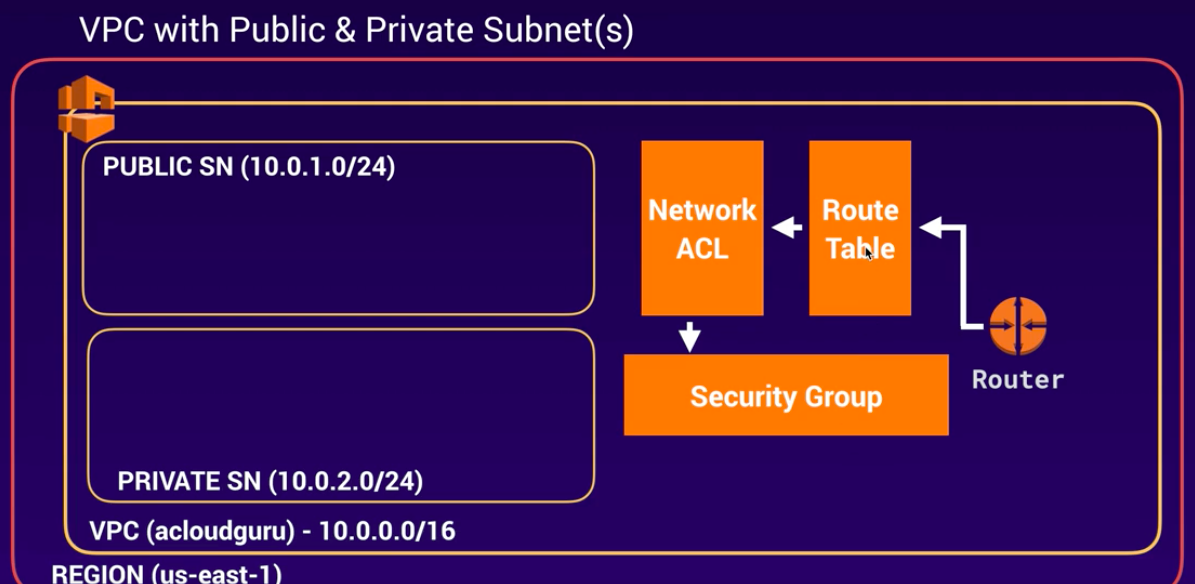 VPC with Public & Private Subnet(s)
PUBLIC SN (10.0.1.0/24)
Network
ACL
Route
Table
Router
Security Group
PRIVATE SN (10.0.2.0/24)
VPC (acloudguru) - 10.0.0.0/16
REGION (us-east-1)